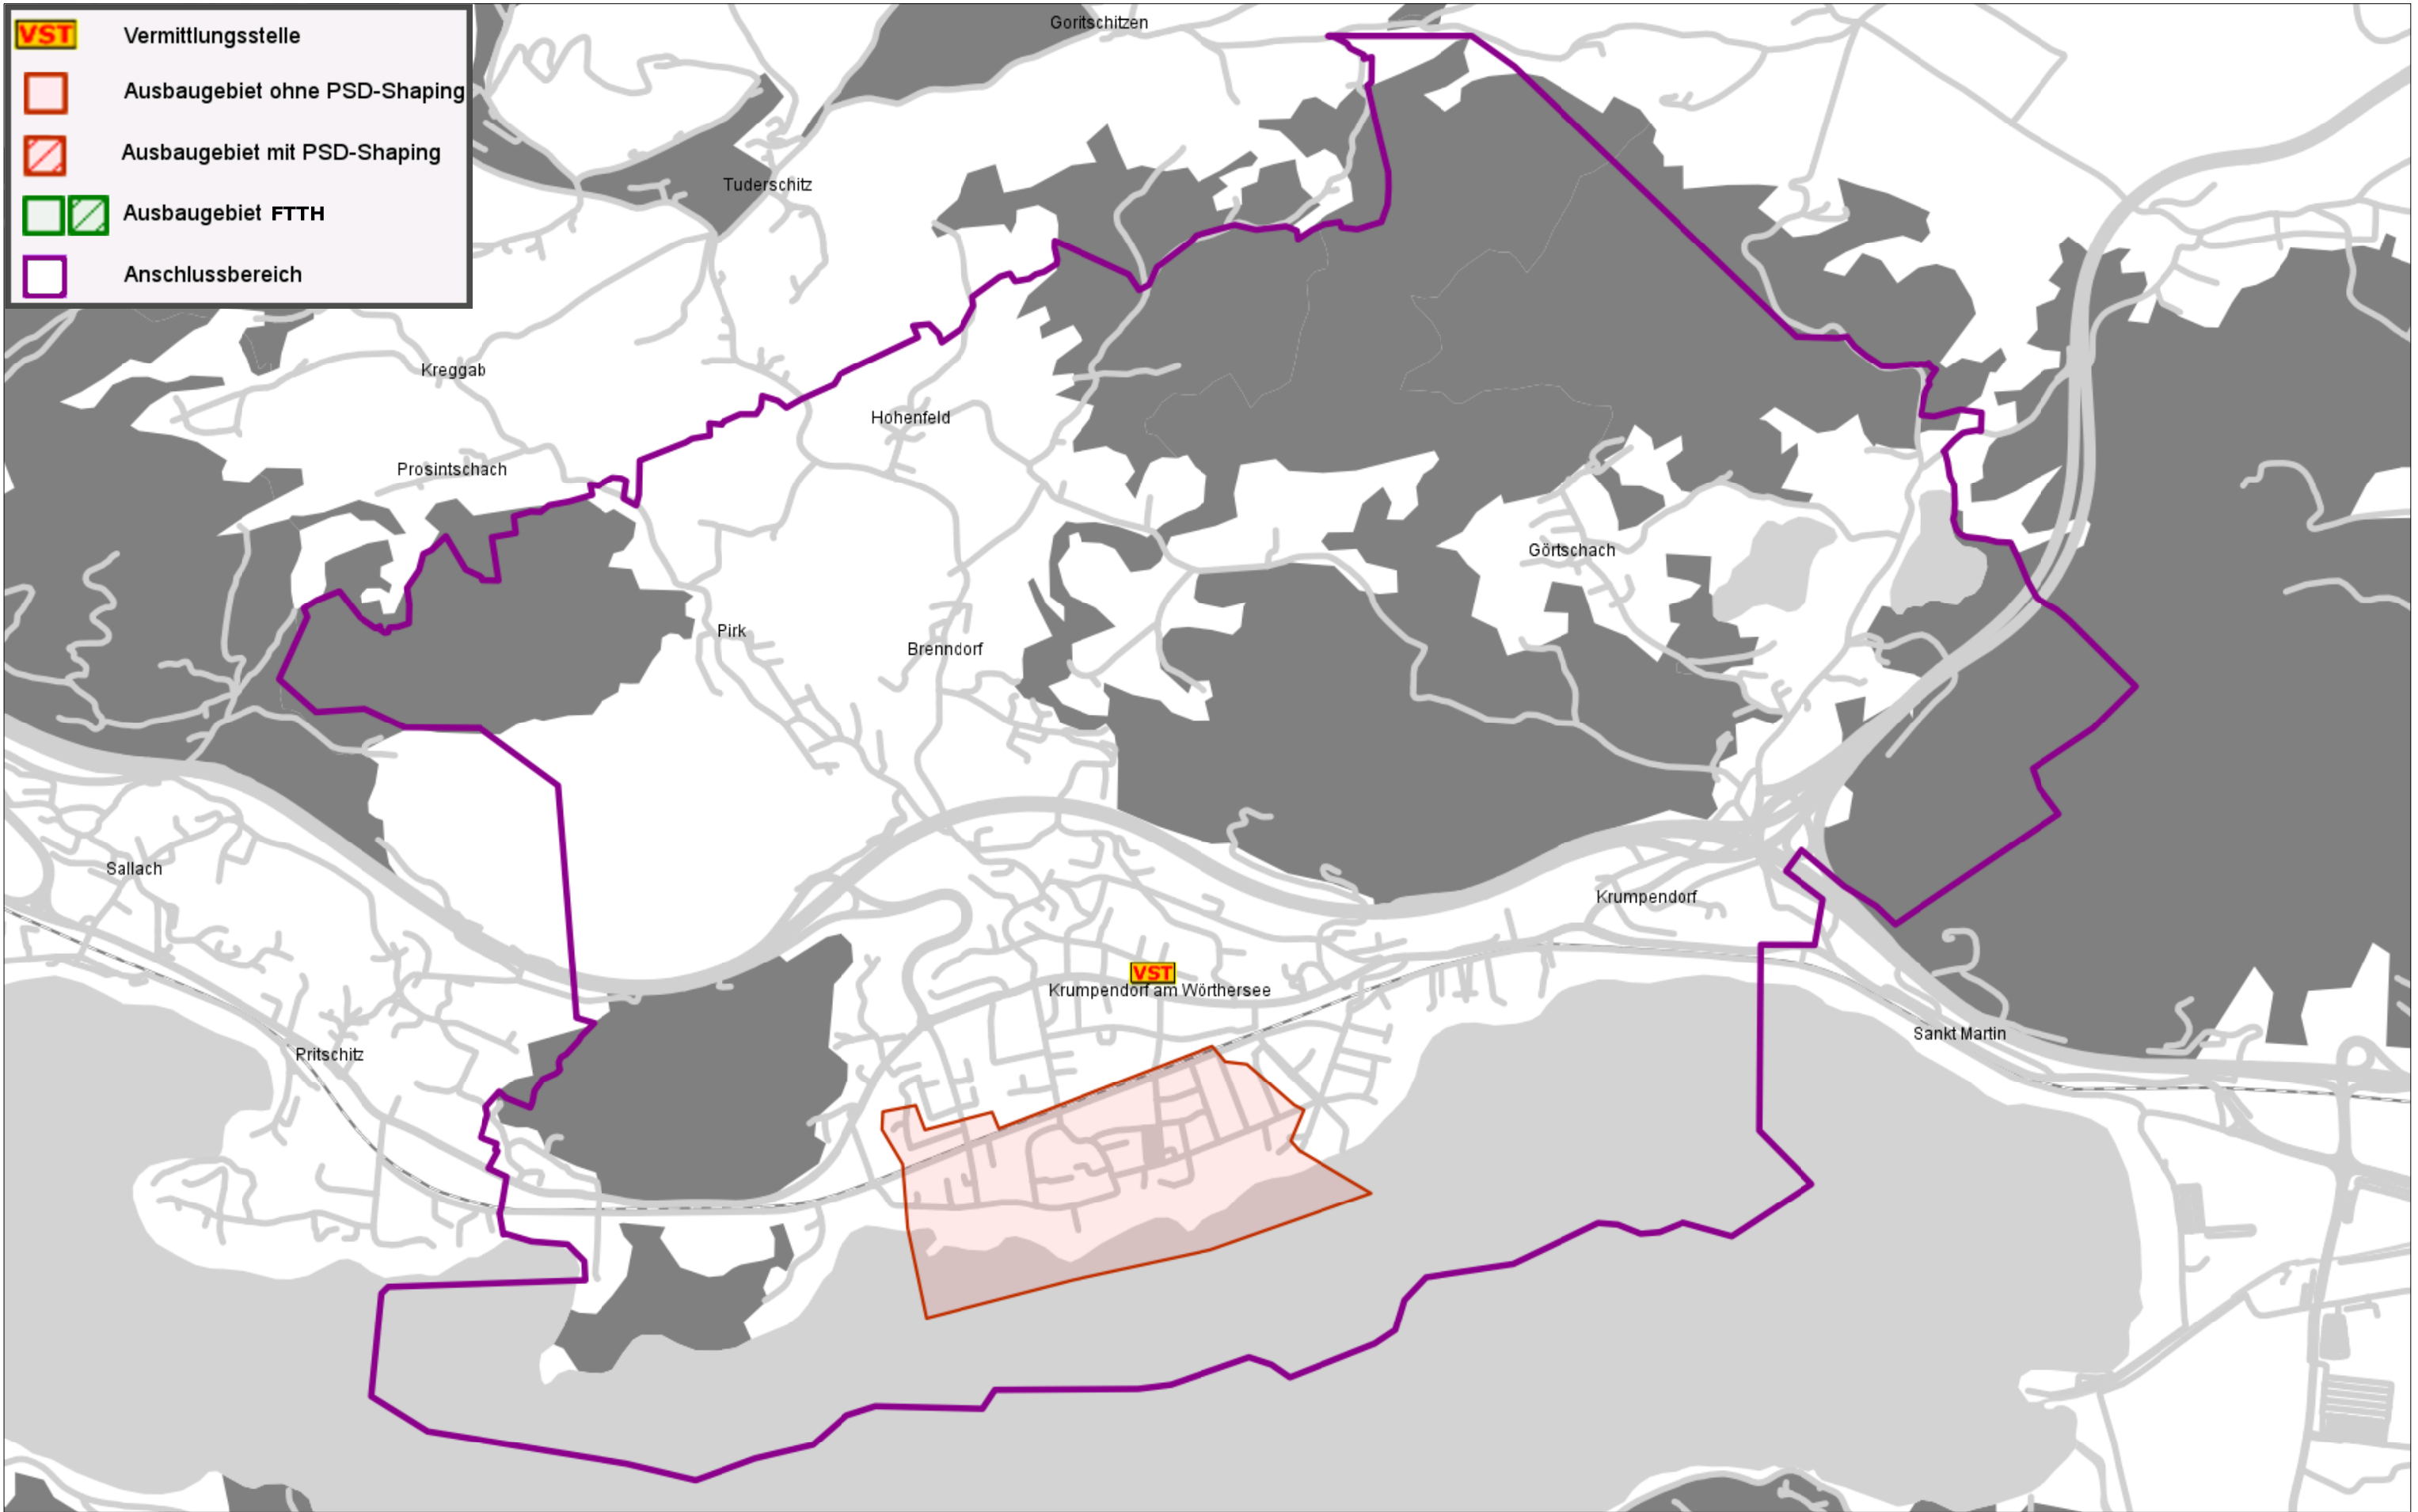 VST Vermittlungsstelle
Ausbaugebiet ohne PSD-Shaping
Ausbaugebiet mit PSD-Shaping
Ausbaugebiet FTTH
Anschlussbereich
Goritschitzen
Tuderschitz
Kreggab
Hohenfeld
Prosintschach
Görtschach
Pirk
Brenndorf
Sallach
Krumpendorf
VST
Krumpendorf am Wörthersee
Sankt Martin
Pritschitz